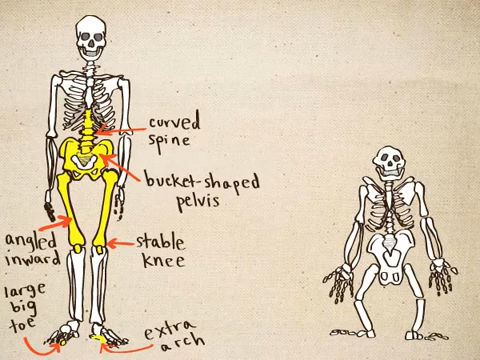 curved
spine
bucket-shaped
pelvis
angled
inward
stable
knee
large
big
toe
extra
arch